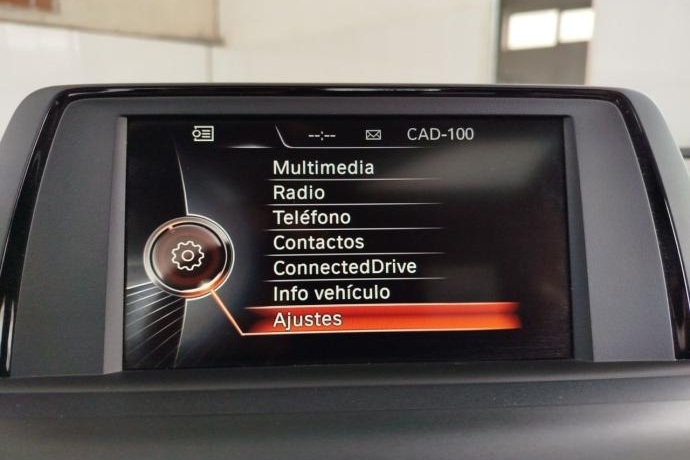 --:-- CAD-100
Multimedia
Radio
Teléfono
Contactos
ConnectedDrive
Info vehículo
Ajustes